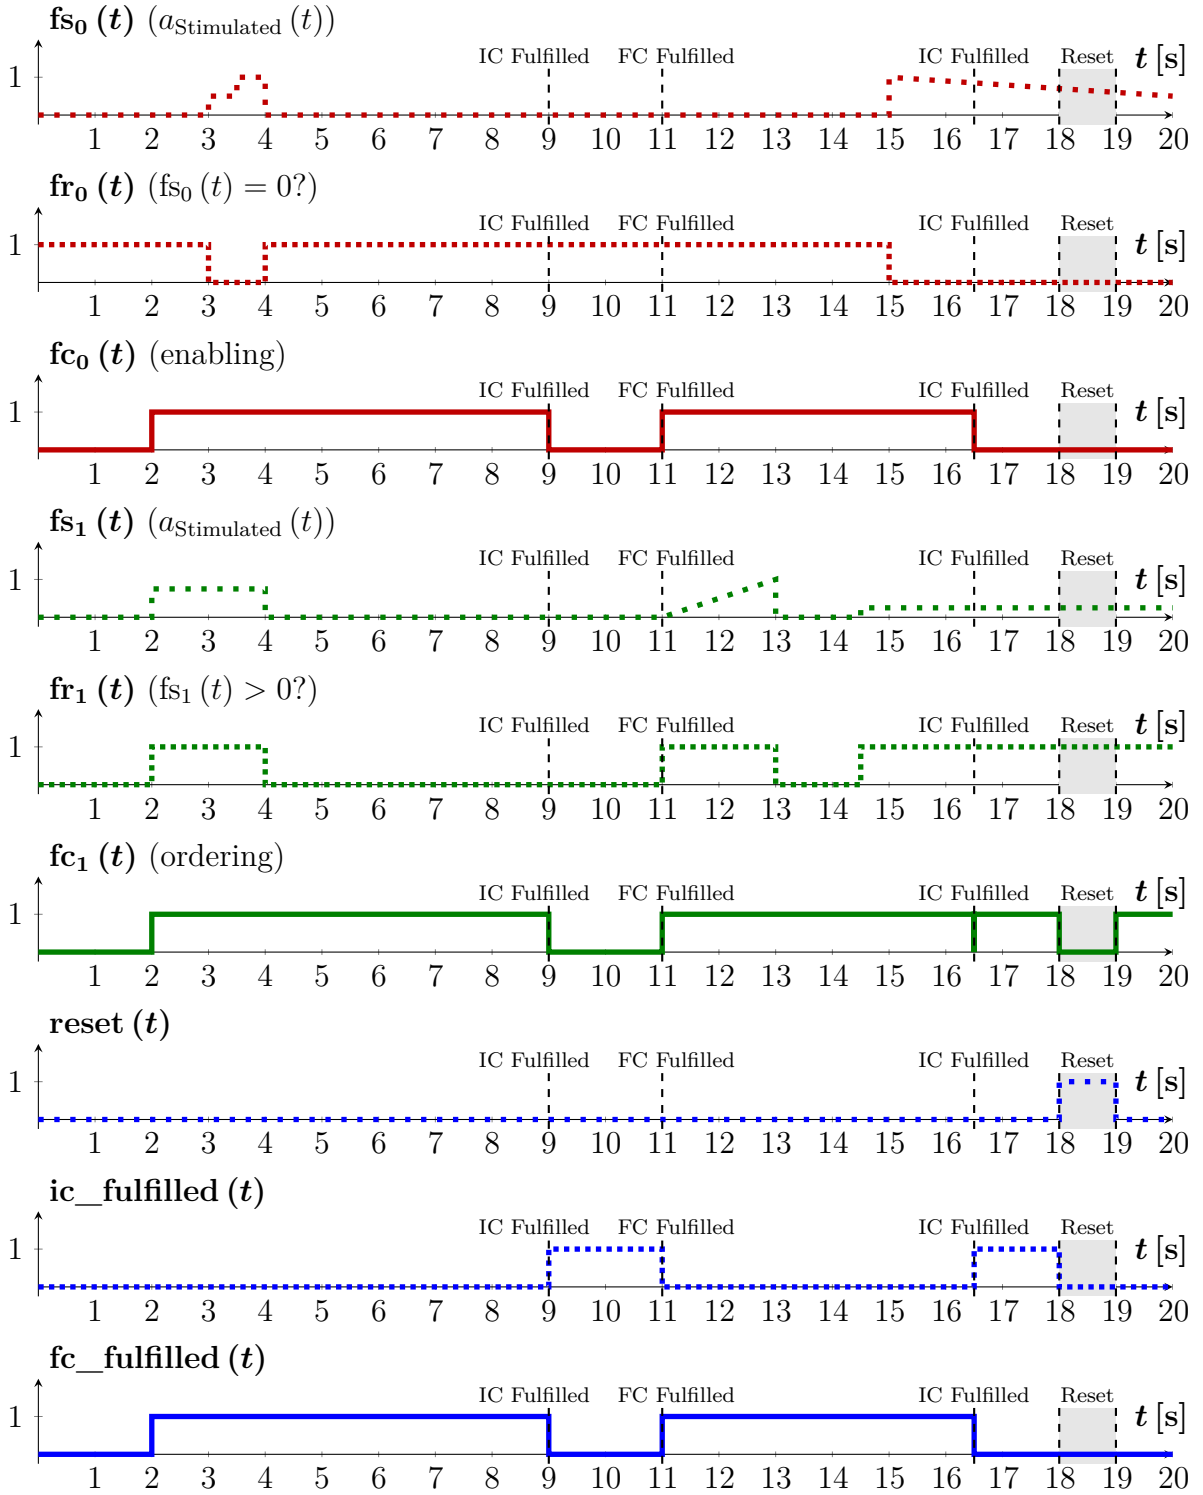 fs₀ (t) (a_Stimulated (t))
IC Fulfilled FC Fulfilled IC Fulfilled Reset t [s]
1
1 2 3 4 5 6 7 8 9 10 11 12 13 14 15 16 17 18 19 20
fr₀ (t) (fs₀ (t) = 0?)
IC Fulfilled FC Fulfilled IC Fulfilled Reset t [s]
1
1 2 3 4 5 6 7 8 9 10 11 12 13 14 15 16 17 18 19 20
fc₀ (t) (enabling)
IC Fulfilled FC Fulfilled IC Fulfilled Reset t [s]
1
1 2 3 4 5 6 7 8 9 10 11 12 13 14 15 16 17 18 19 20
fs₁ (t) (a_Stimulated (t))
IC Fulfilled FC Fulfilled IC Fulfilled Reset t [s]
1
1 2 3 4 5 6 7 8 9 10 11 12 13 14 15 16 17 18 19 20
fr₁ (t) (fs₁ (t) > 0?)
IC Fulfilled FC Fulfilled IC Fulfilled Reset t [s]
1
1 2 3 4 5 6 7 8 9 10 11 12 13 14 15 16 17 18 19 20
fc₁ (t) (ordering)
IC Fulfilled FC Fulfilled IC Fulfilled Reset t [s]
1
1 2 3 4 5 6 7 8 9 10 11 12 13 14 15 16 17 18 19 20
reset (t)
IC Fulfilled FC Fulfilled IC Fulfilled Reset t [s]
1
1 2 3 4 5 6 7 8 9 10 11 12 13 14 15 16 17 18 19 20
ic_fulfilled (t)
IC Fulfilled FC Fulfilled IC Fulfilled Reset t [s]
1
1 2 3 4 5 6 7 8 9 10 11 12 13 14 15 16 17 18 19 20
fc_fulfilled (t)
IC Fulfilled FC Fulfilled IC Fulfilled Reset t [s]
1
1 2 3 4 5 6 7 8 9 10 11 12 13 14 15 16 17 18 19 20